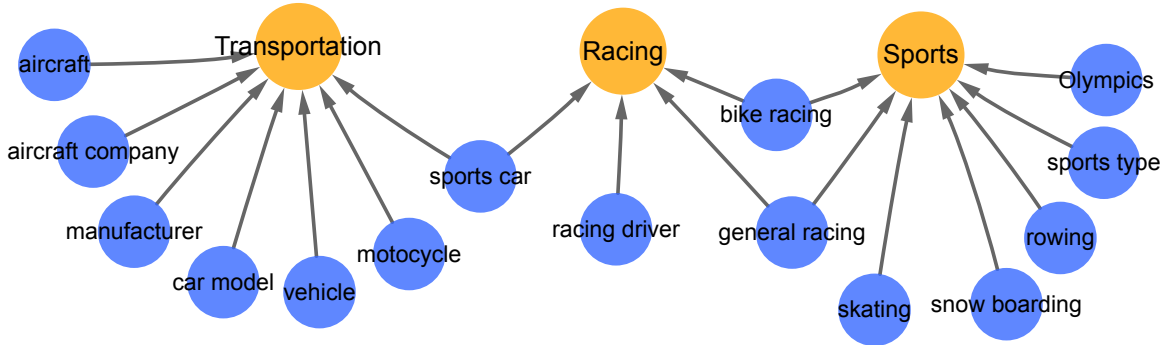 Transportation
Racing
Sports
aircraft
Olympics
bike racing
aircraft company
sports car
sports type
manufacturer
racing driver
general racing
rowing
motocycle
car model
vehicle
skating
snow boarding